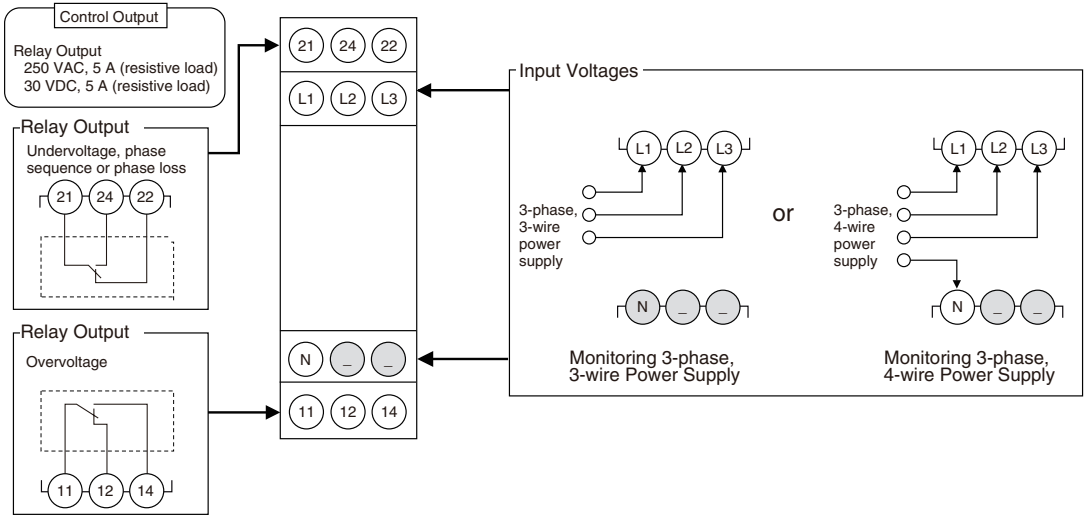 Control Output
Relay Output
250 VAC, 5 A (resistive load)
30 VDC, 5 A (resistive load)
Relay Output
Undervoltage, phase
sequence or phase loss
21 24 22
Relay Output
Overvoltage
11 12 14
21 24 22
L1 L2 L3
N _ _
11 12 14
Input Voltages
L1 L2 L3
3-phase,
3-wire
power
supply
N _ _
Monitoring 3-phase,
3-wire Power Supply
or
L1 L2 L3
3-phase,
4-wire
power
supply
N _ _
Monitoring 3-phase,
4-wire Power Supply